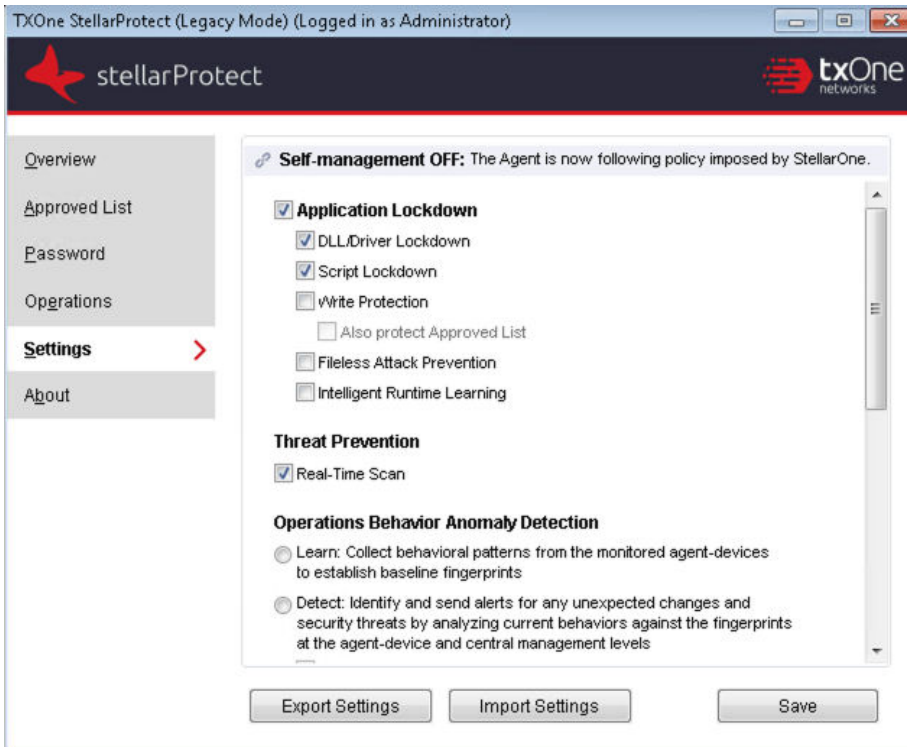 TXOne StellarProtect (Legacy Mode) (Logged in as Administrator)
stellarProtect
txOne
networks
Overview
Approved List
Password
Operations
Settings
About
Self-management OFF: The Agent is now following policy imposed by StellarOne.
Application Lockdown
DLL/Driver Lockdown
Script Lockdown
Write Protection
Also protect Approved List
Fileless Attack Prevention
Intelligent Runtime Learning
Threat Prevention
Real-Time Scan
Operations Behavior Anomaly Detection
Learn: Collect behavioral patterns from the monitored agent-devices
to establish baseline fingerprints
Detect: Identify and send alerts for any unexpected changes and
security threats by analyzing current behaviors against the fingerprints
at the agent-device and central management levels
Export Settings
Import Settings
Save